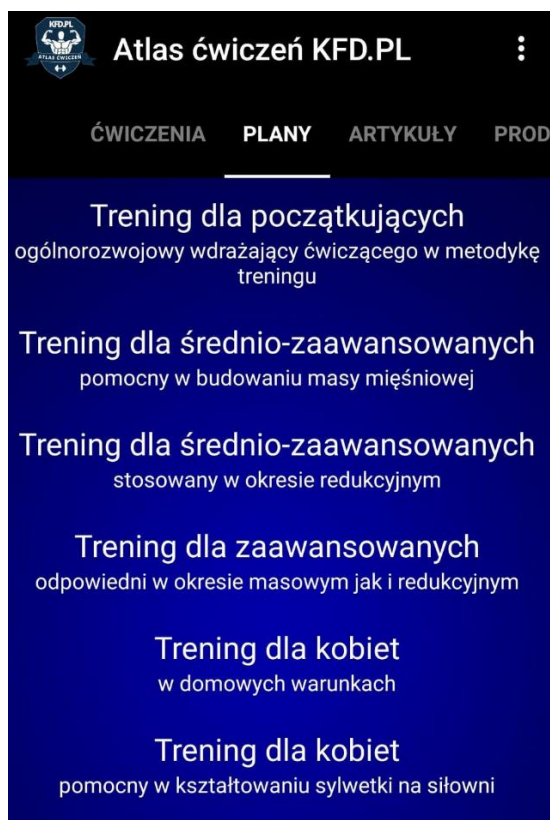 KFD.PL
ATLAS ĆWICZEŃ
Atlas ćwiczeń KFD.PL
ĆWICZENIA PLANY ARTYKUŁY PROD
Trening dla początkujących
ogólnorozwojowy wdrażający ćwiczącego w metodykę
treningu
Trening dla średnio-zaawansowanych
pomocny w budowaniu masy mięśniowej
Trening dla średnio-zaawansowanych
stosowany w okresie redukcyjnym
Trening dla zaawansowanych
odpowiedni w okresie masowym jak i redukcyjnym
Trening dla kobiet
w domowych warunkach
Trening dla kobiet
pomocny w kształtowaniu sylwetki na siłowni